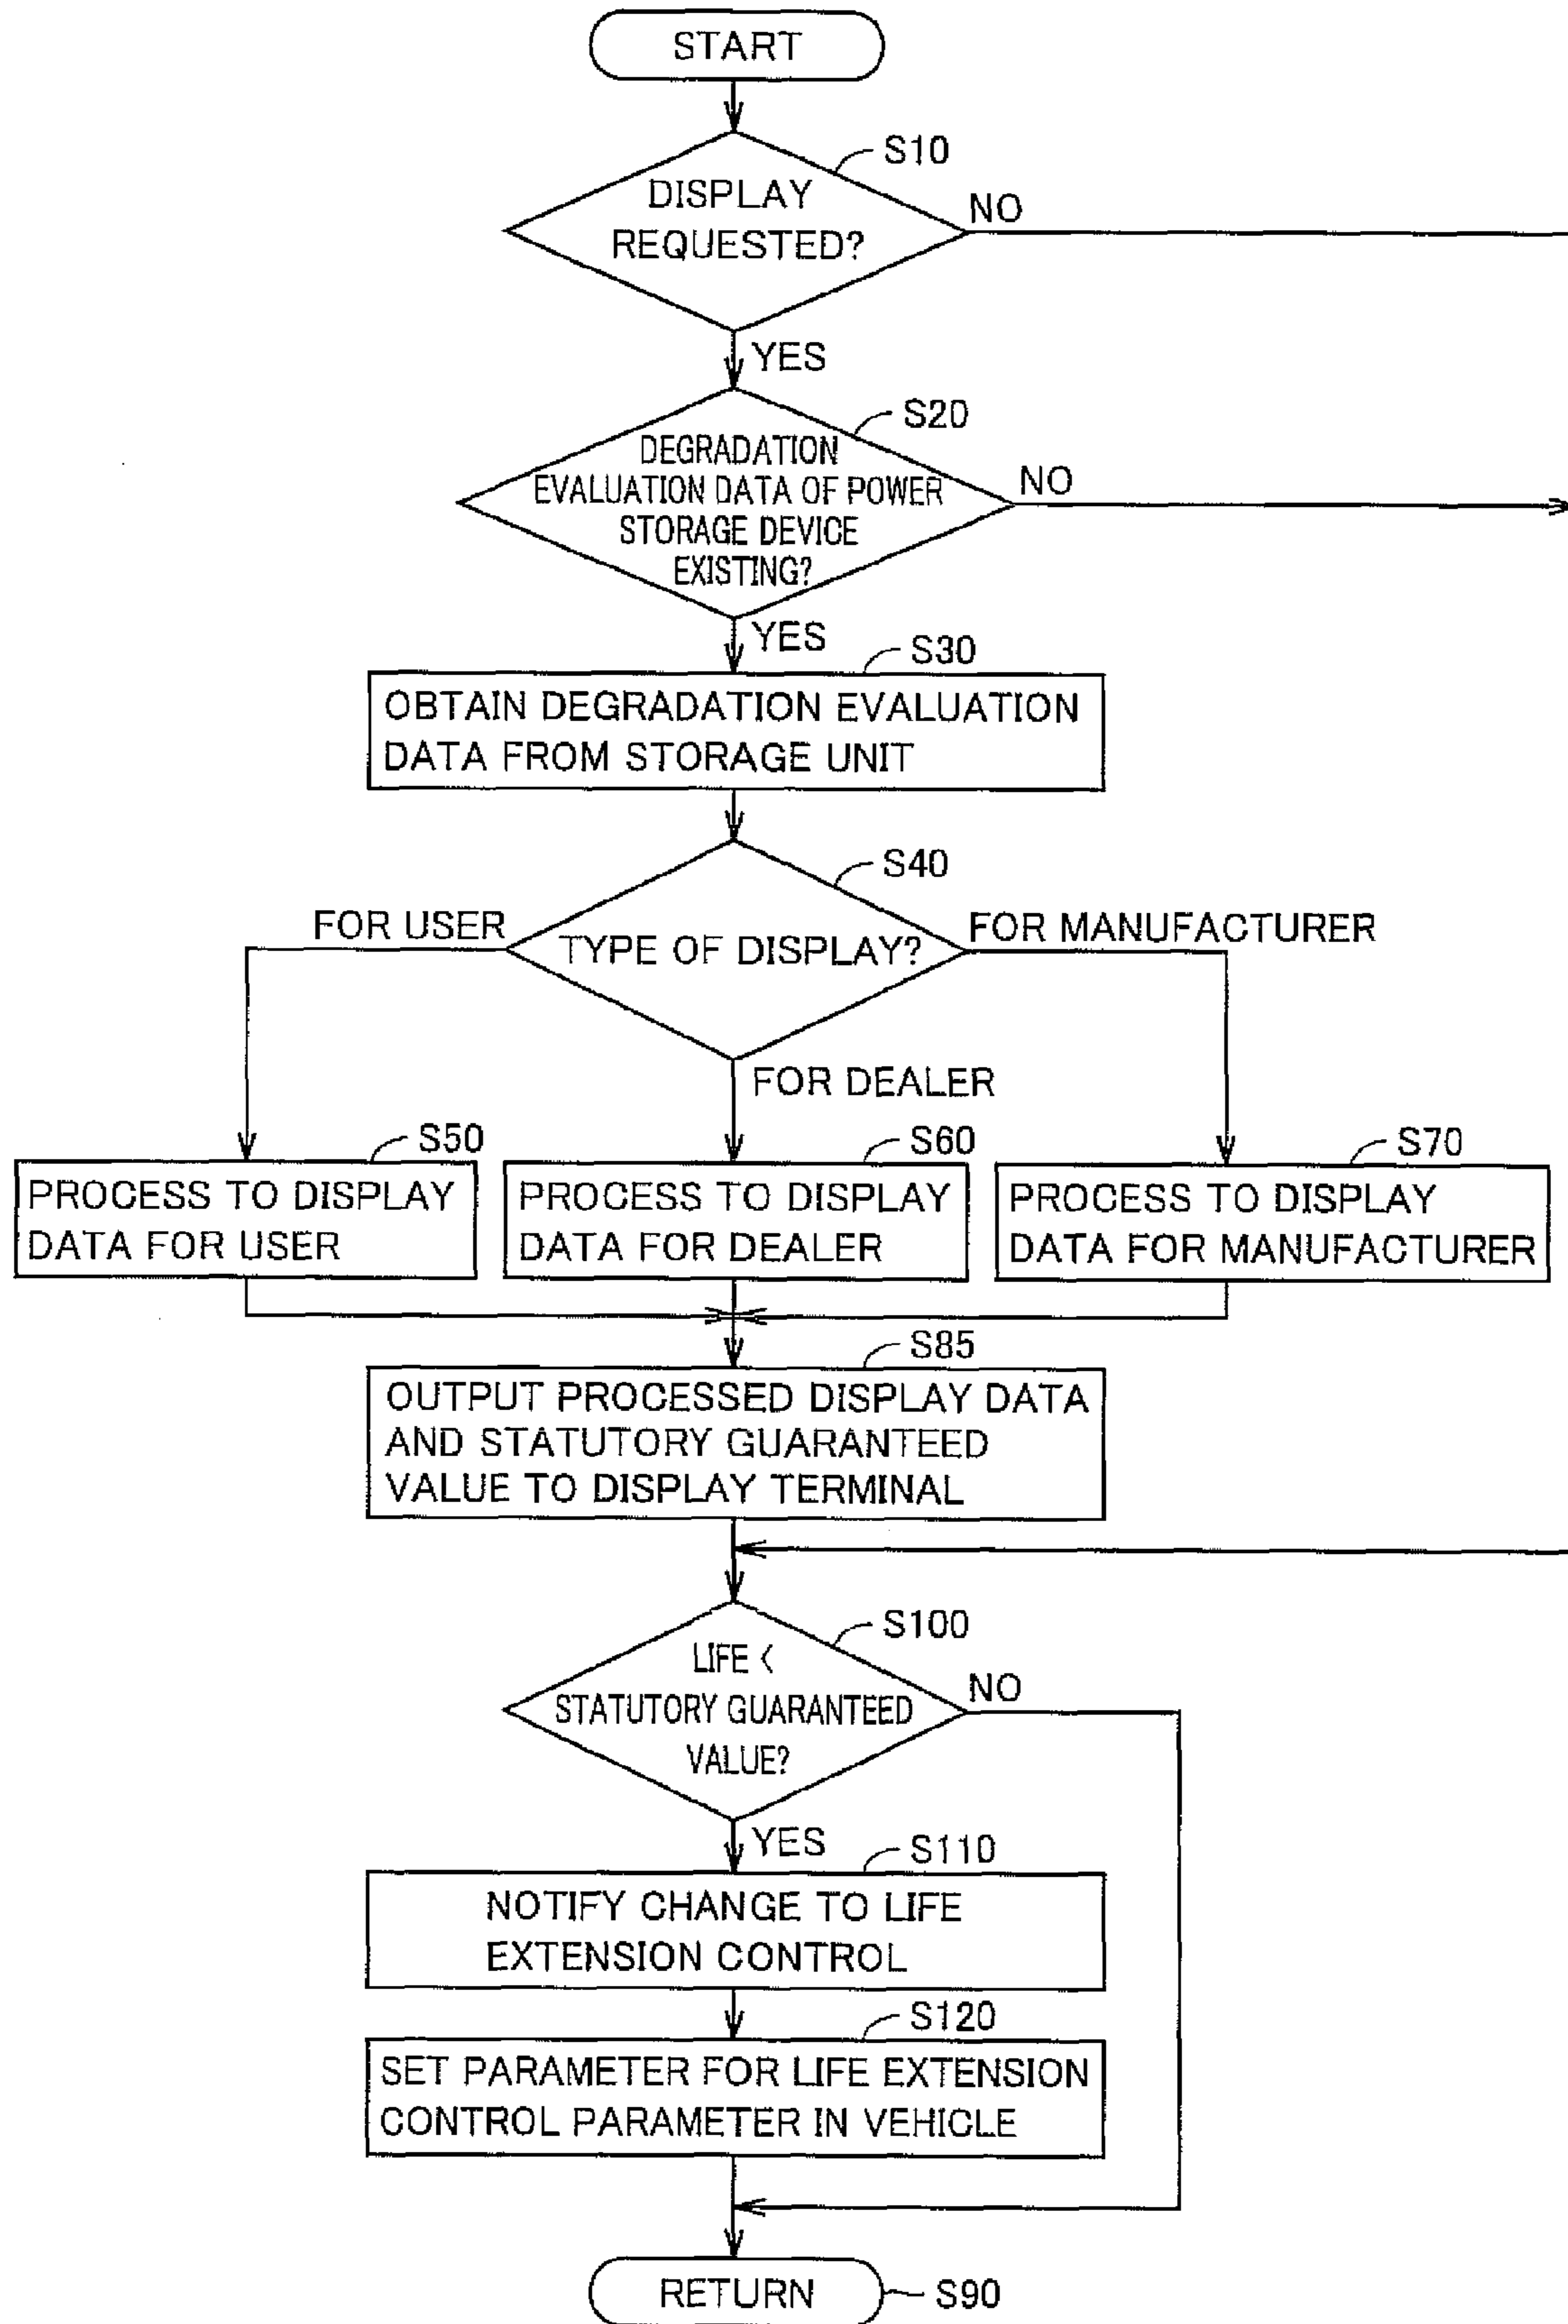 START
S10
DISPLAY
REQUESTED?
NO
YES
S20
DEGRADATION
EVALUATION DATA OF POWER
STORAGE DEVICE
EXISTING?
NO
YES
S30
OBTAIN DEGRADATION EVALUATION
DATA FROM STORAGE UNIT
S40
FOR USER
TYPE OF DISPLAY?
FOR MANUFACTURER
FOR DEALER
S50
PROCESS TO DISPLAY
DATA FOR USER
S60
PROCESS TO DISPLAY
DATA FOR DEALER
S70
PROCESS TO DISPLAY
DATA FOR MANUFACTURER
S85
OUTPUT PROCESSED DISPLAY DATA
AND STATUTORY GUARANTEED
VALUE TO DISPLAY TERMINAL
S100
LIFE <
STATUTORY GUARANTEED
VALUE?
NO
YES
S110
NOTIFY CHANGE TO LIFE
EXTENSION CONTROL
S120
SET PARAMETER FOR LIFE EXTENSION
CONTROL PARAMETER IN VEHICLE
RETURN
S90